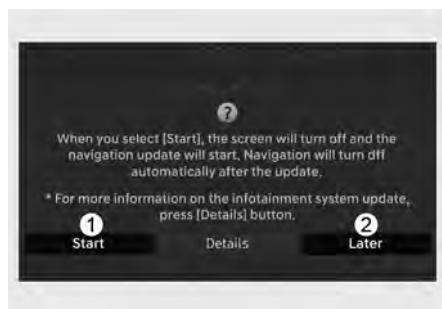 ?
When you select [Start], the screen will turn off and the
navigation update will start. Navigation will turn off
automatically after the update.
* For more information on the infotainment system update,
press [Details] button.
1 2
Start Details Later